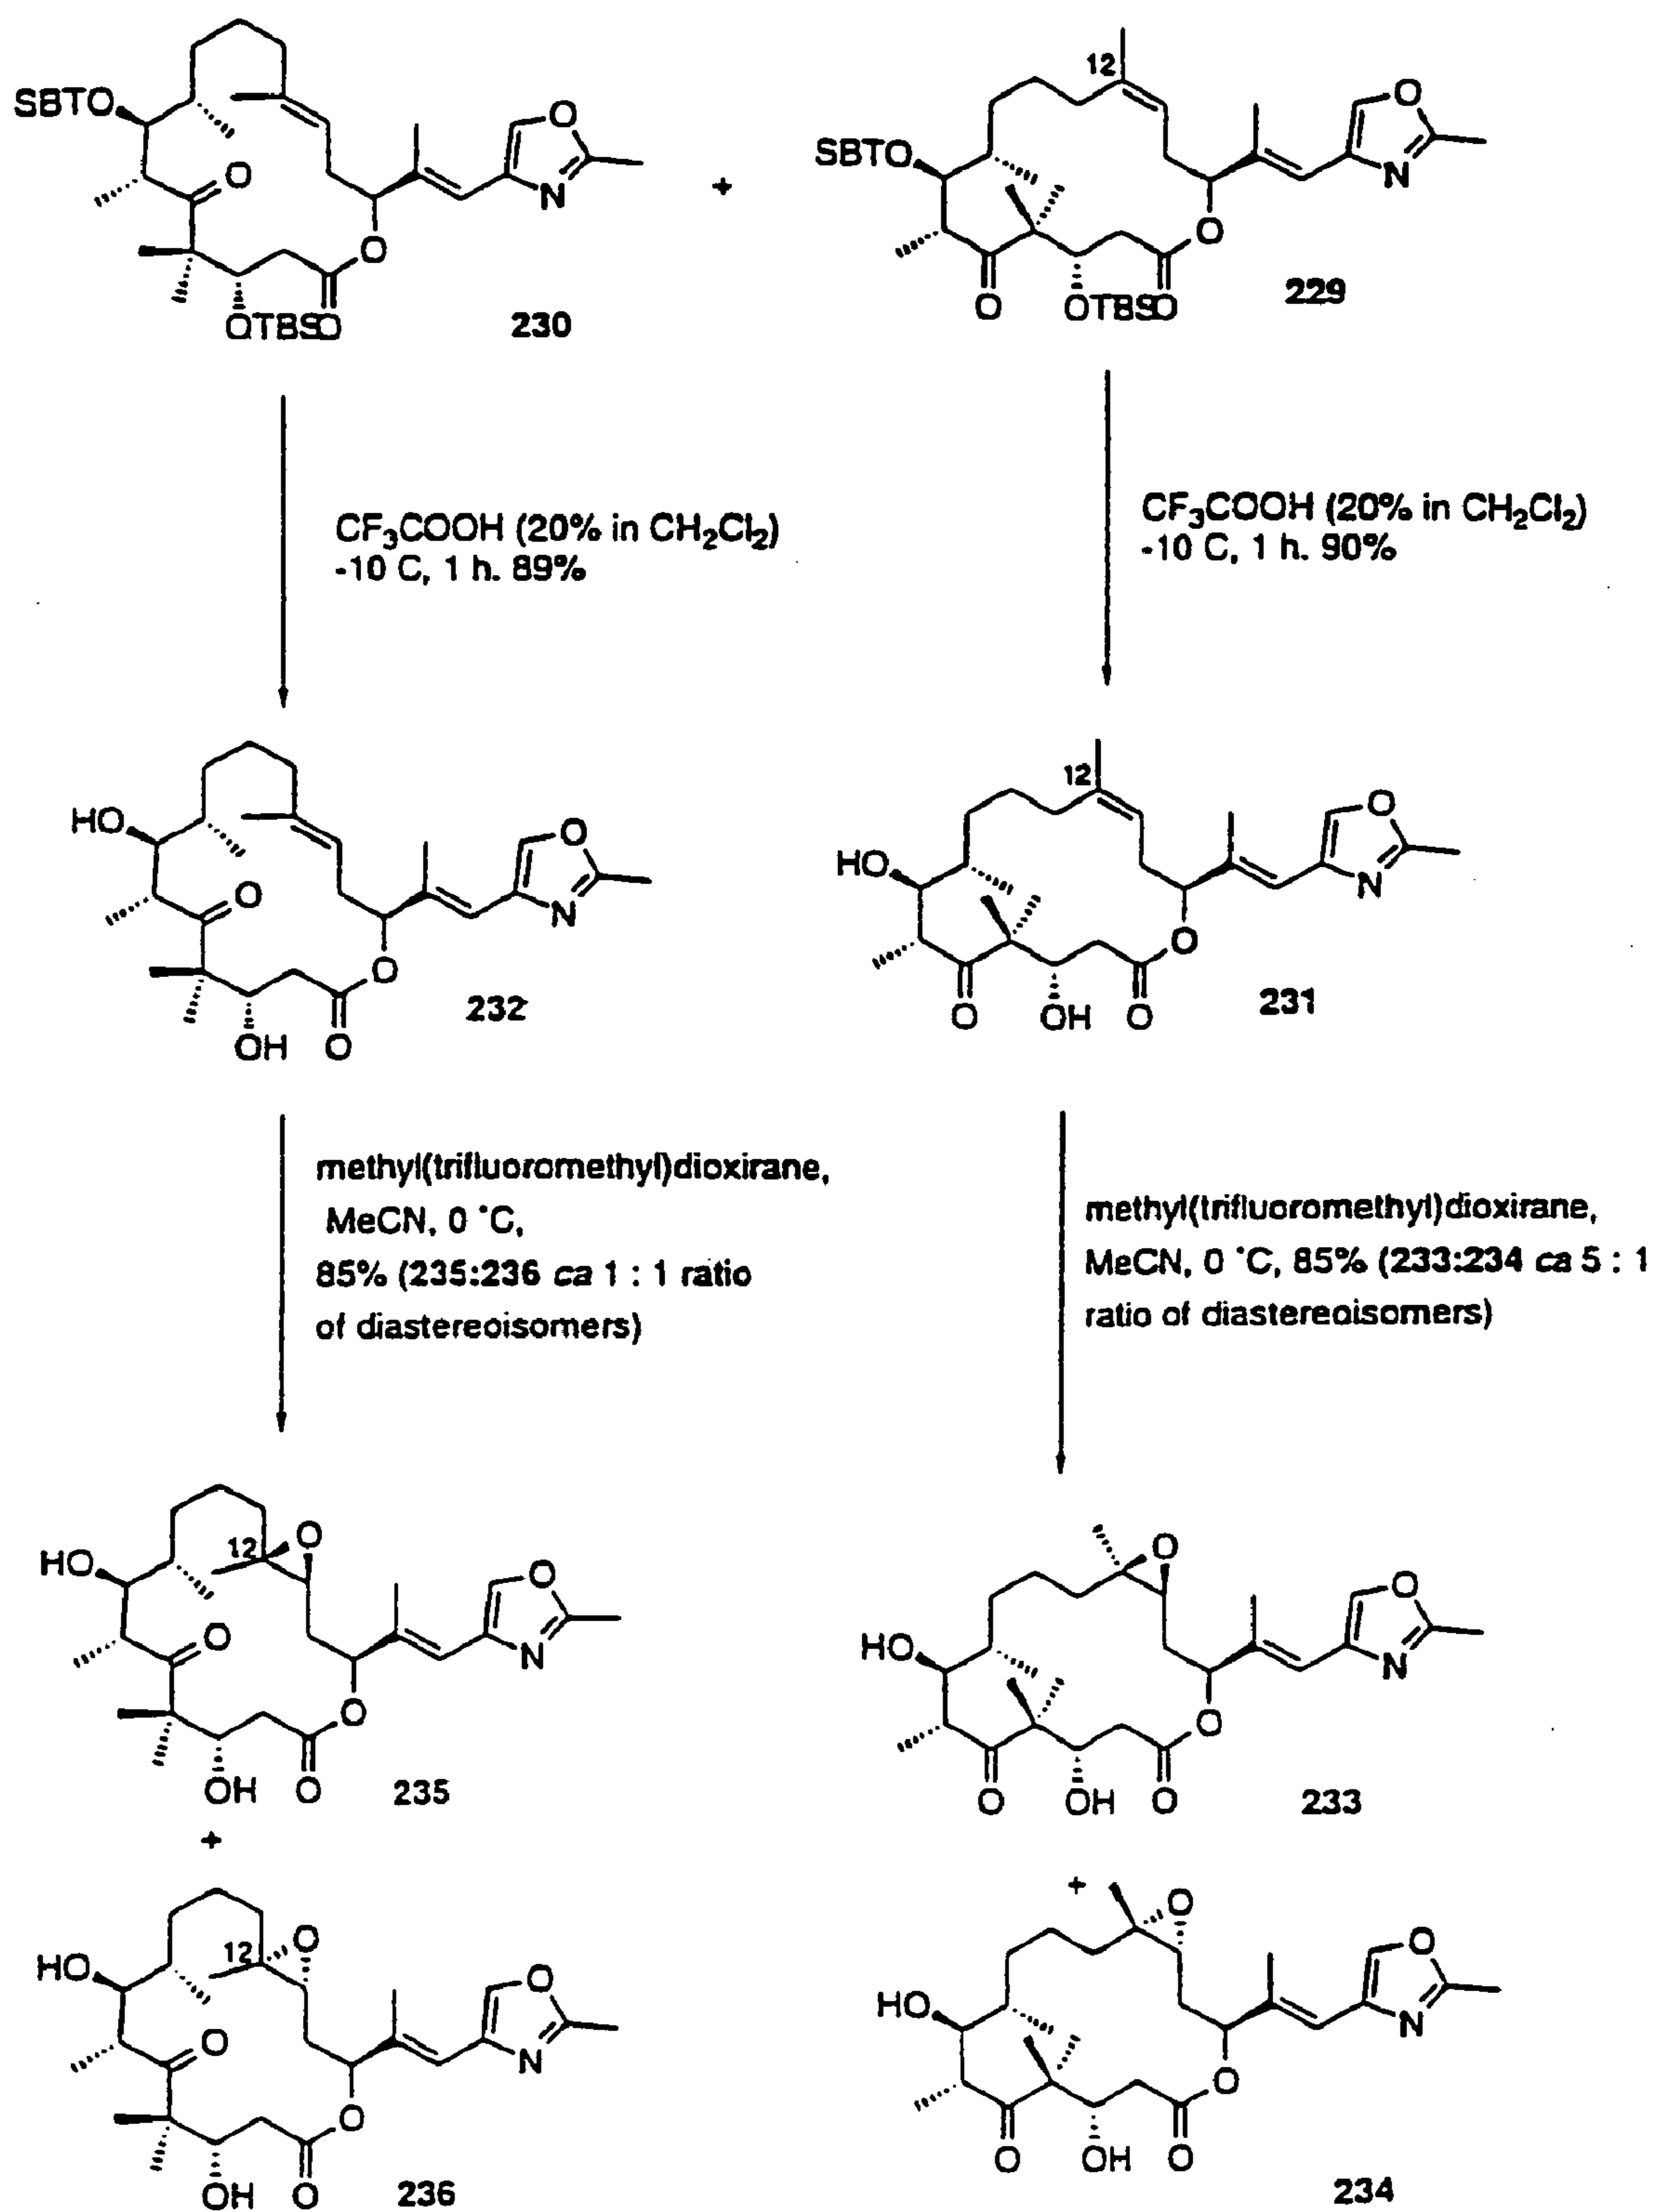 SBTO
O
O
OTBSO
O
N
230
+
12
SBTO
O
OTBSO
O
O
N
229
CF₃COOH (20% in CH₂Cl₂)
-10 C, 1 h. 89%
CF₃COOH (20% in CH₂Cl₂)
-10 C, 1 h. 90%
HO
O
O
OH
O
O
N
232
12
HO
O
OH
O
O
O
N
231
methyl(trifluoromethyl)dioxirane,
MeCN, 0 °C,
85% (235:236 ca 1 : 1 ratio
of diastereoisomers)
methyl(trifluoromethyl)dioxirane,
MeCN, 0 °C, 85% (233:234 ca 5 : 1
ratio of diastereoisomers)
12
O
HO
O
O
OH
O
O
N
235
O
HO
O
OH
O
O
O
N
233
+
12
O
HO
O
O
OH
O
O
N
236
+
O
HO
O
OH
O
O
O
N
234